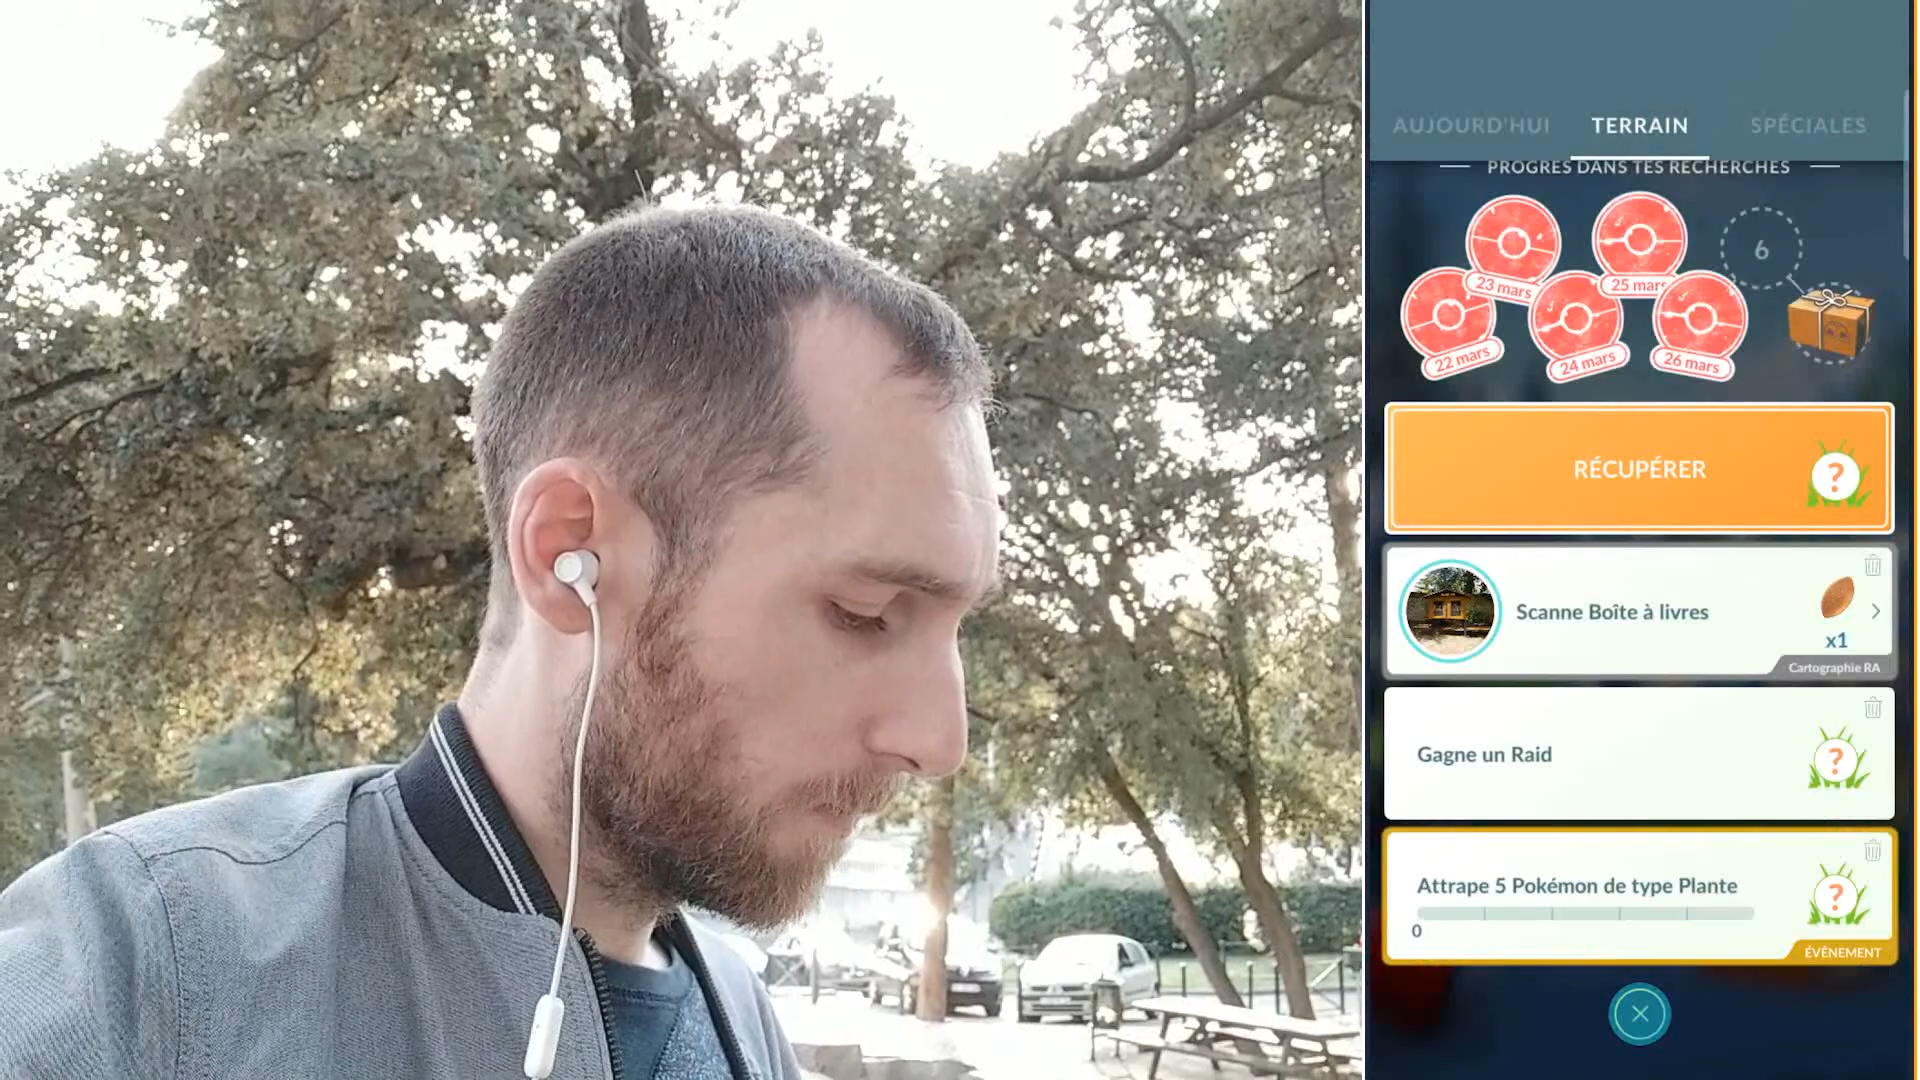 AUJOURD'HUI TERRAIN SPÉCIALES
PROGRÈS DANS TES RECHERCHES
6
23 mars 25 mars
22 mars 24 mars 26 mars
RÉCUPÉRER
?
Scanne Boîte à livres
x1
Cartographie RA
Gagne un Raid
?
Attrape 5 Pokémon de type Plante
?
0
ÉVÉNEMENT